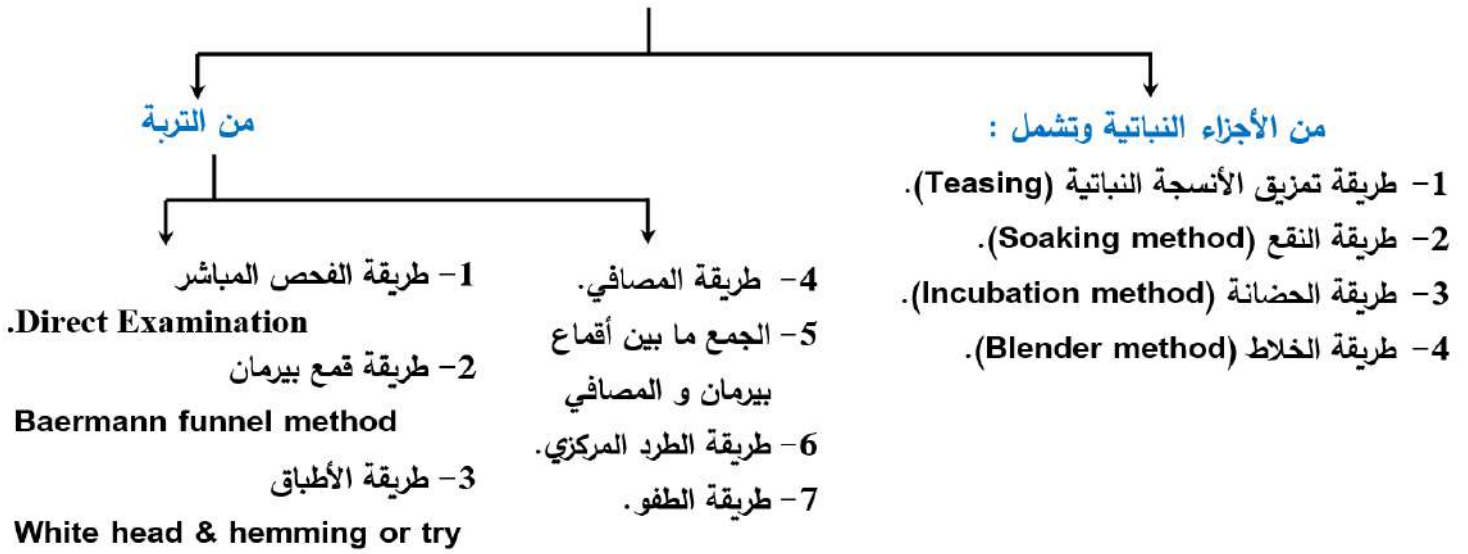 من الأجزاء النباتية وتشمل :
1- طريقة تمزيق الأنسجة النباتية (Teasing).
2- طريقة النقع (Soaking method).
3- طريقة الحضانة (Incubation method).
4- طريقة الخلاط (Blender method).
من التربة
1- طريقة الفحص المباشر
Direct Examination.
2- طريقة قمع بيرمان
Baermann funnel method
3- طريقة الأطباق
White head & hemming or try
4- طريقة المصافي.
5- الجمع ما بين أقماع
بيرمان و المصافي
6- طريقة الطرد المركزي.
7- طريقة الطفو.